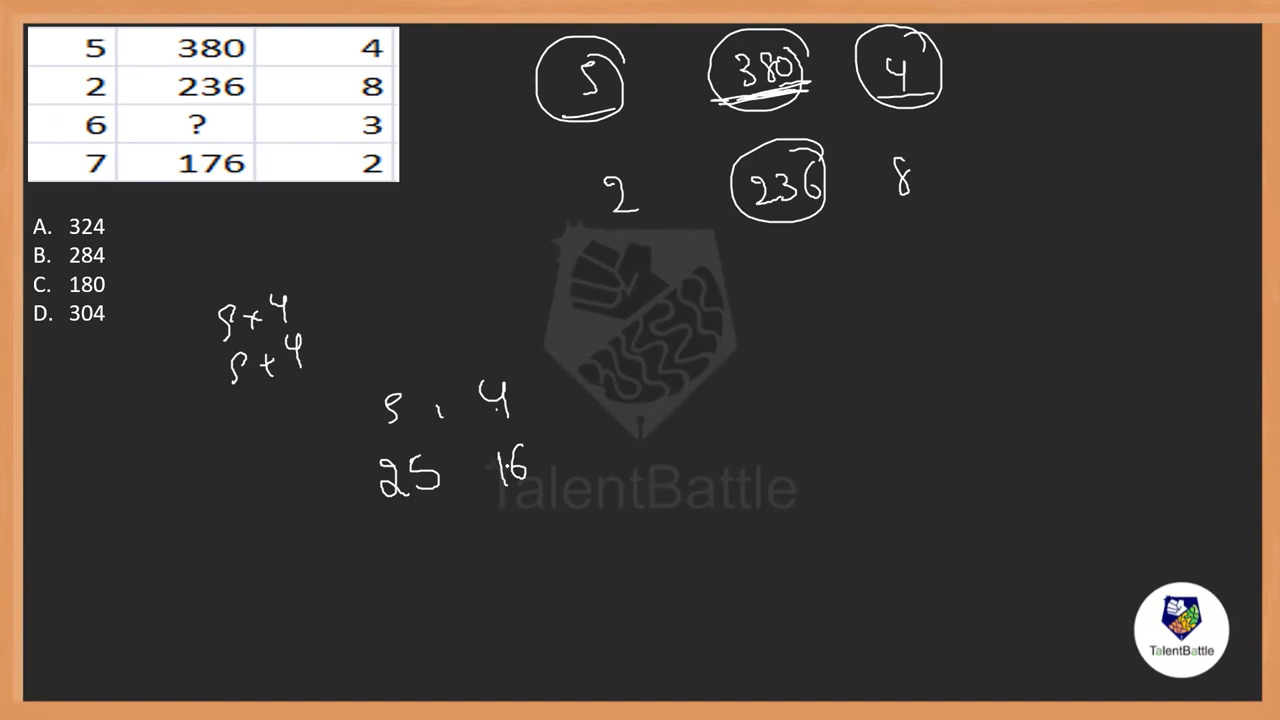 5 380 4
2 236 8
6 ? 3
7 176 2
5 380 4
2 236 8
A. 324
B. 284
C. 180
D. 304
5 × 4
5 + 4
5 , 4
25 16
TalentBattle
TalentBattle